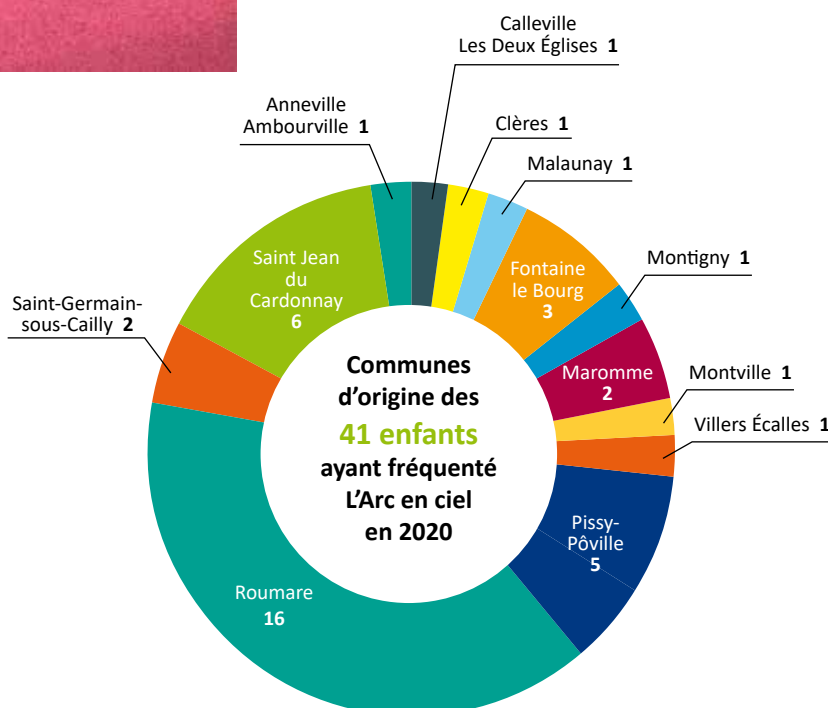 Calleville
Les Deux Églises 1
Anneville
Ambourville 1
Clères 1
Malaunay 1
Saint Jean
du
Cardonnay
6
Fontaine
le Bourg
3
Montigny 1
Saint-Germain-
sous-Cailly 2
Maromme
2
Montville 1
Villers Écalles 1
Communes
d'origine des
41 enfants
ayant fréquenté
L'Arc en ciel
en 2020
Pissy-
Pôville
5
Roumare
16